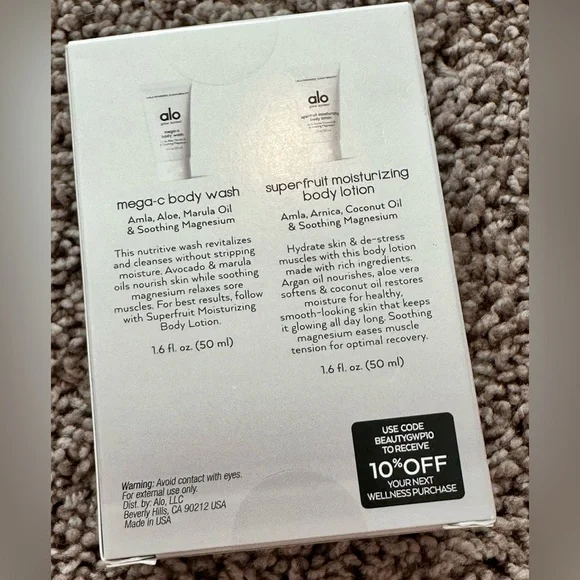 alo
mega-c
body wash
alo
superfruit moisturizing
body lotion
mega-c body wash
Amla, Aloe, Marula Oil
& Soothing Magnesium
This nutritive wash revitalizes
and cleanses without stripping
moisture. Avocado & marula
oils nourish skin while soothing
magnesium relaxes sore
muscles. For best results, follow
with Superfruit Moisturizing
Body Lotion.
1.6 fl. oz. (50 ml)
superfruit moisturizing
body lotion
Amla, Arnica, Coconut Oil
& Soothing Magnesium
Hydrate skin & de-stress
muscles with this body lotion
made with rich ingredients.
Argan oil nourishes, aloe vera
softens & coconut oil restores
moisture for healthy,
smooth-looking skin that keeps
it glowing all day long. Soothing
magnesium eases muscle
tension for optimal recovery.
1.6 fl. oz. (50 ml)
USE CODE
BEAUTYGWP10
TO RECEIVE
10%OFF
YOUR NEXT
WELLNESS PURCHASE
Warning: Avoid contact with eyes.
For external use only.
Dist. by: Alo, LLC
Beverly Hills, CA 90212 USA
Made in USA